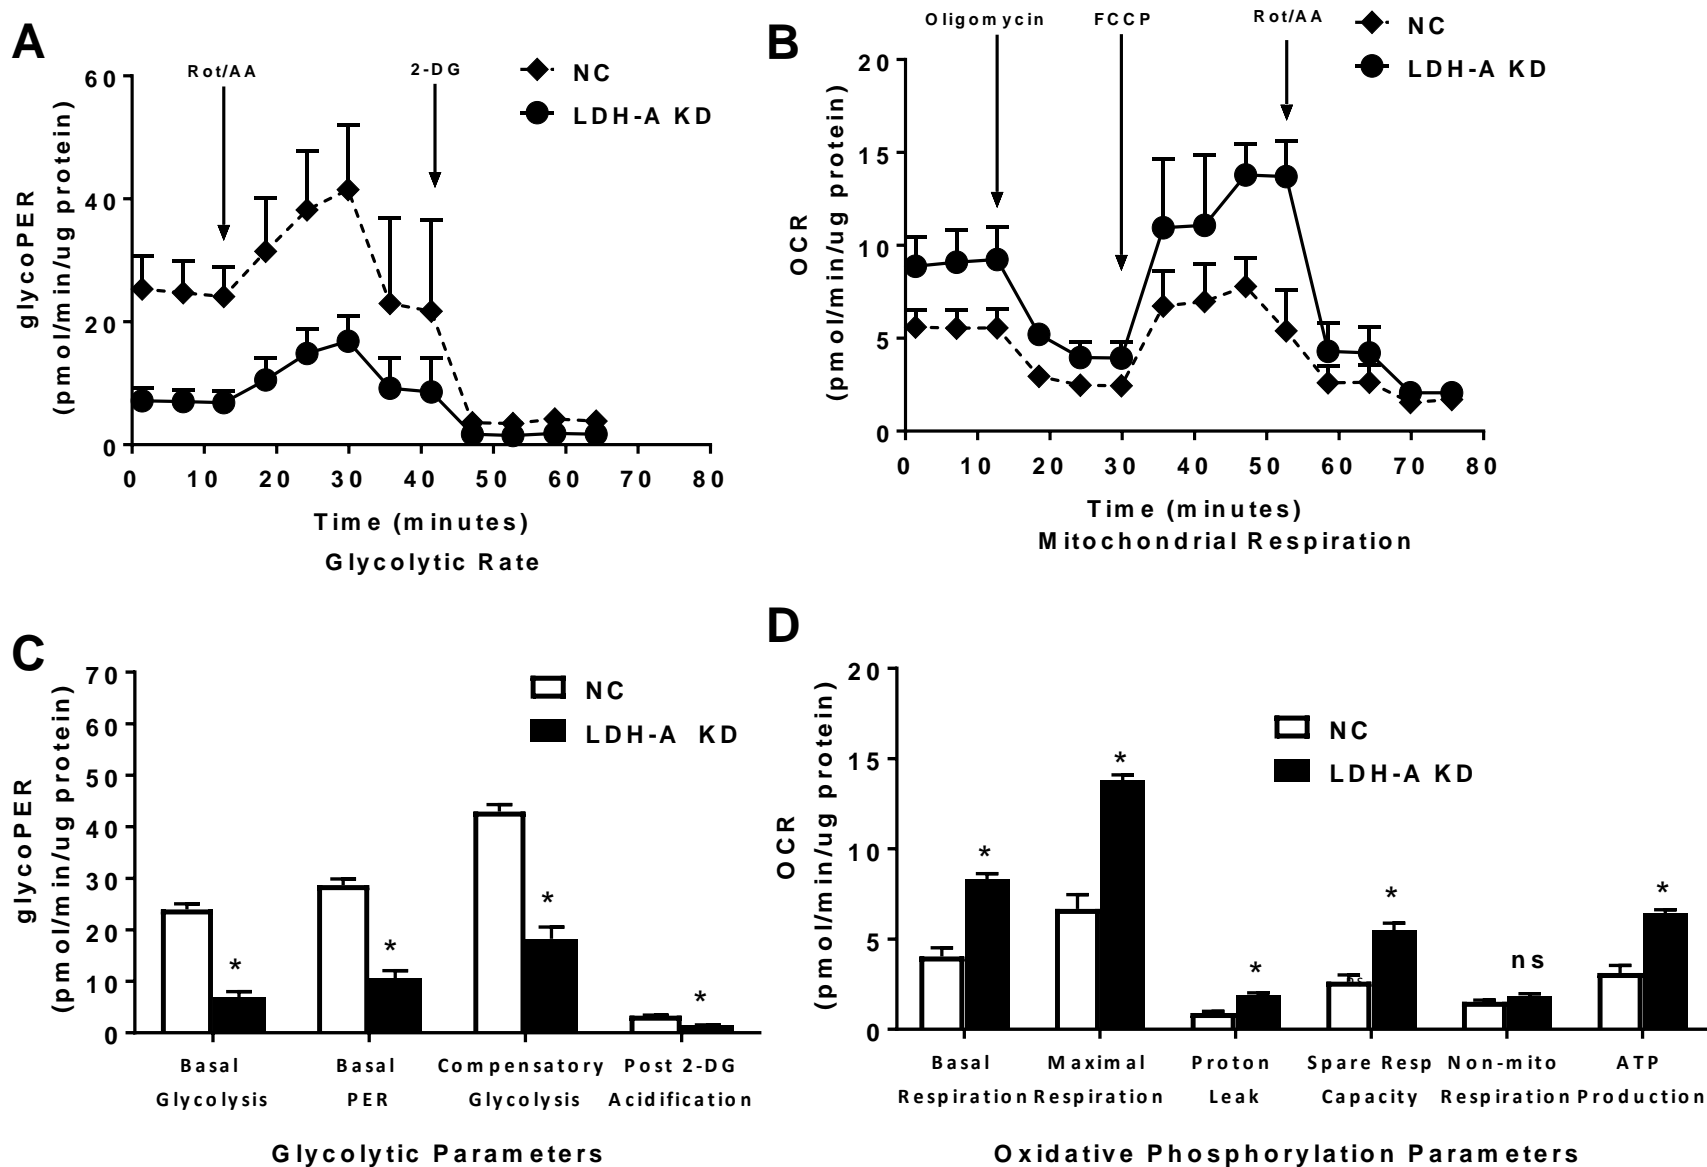 A
Rot/AA
2-DG
NC
LDH-A KD
glycoPER
(pmol/min/ug protein)
60
40
20
0
0 10 20 30 40 50 60 70 80
Time (minutes)
Glycolytic Rate
B
Oligomycin
FCCP
Rot/AA
NC
LDH-A KD
OCR
(pmol/min/ug protein)
20
15
10
5
0
0 10 20 30 40 50 60 70 80
Time (minutes)
Mitochondrial Respiration
C
NC
LDH-A KD
glycoPER
(pmol/min/ug protein)
70
60
50
40
30
20
10
0
*
*
*
*
Basal
Glycolysis
Basal
PER
Compensatory
Glycolysis
Post 2-DG
Acidification
Glycolytic Parameters
D
NC
LDH-A KD
OCR
(pmol/min/ug protein)
20
15
10
5
0
*
*
*
ns
*
ns
*
Basal
Respiration
Maximal
Respiration
Proton
Leak
Spare Resp
Capacity
Non-mito
Respiration
ATP
Production
Oxidative Phosphorylation Parameters